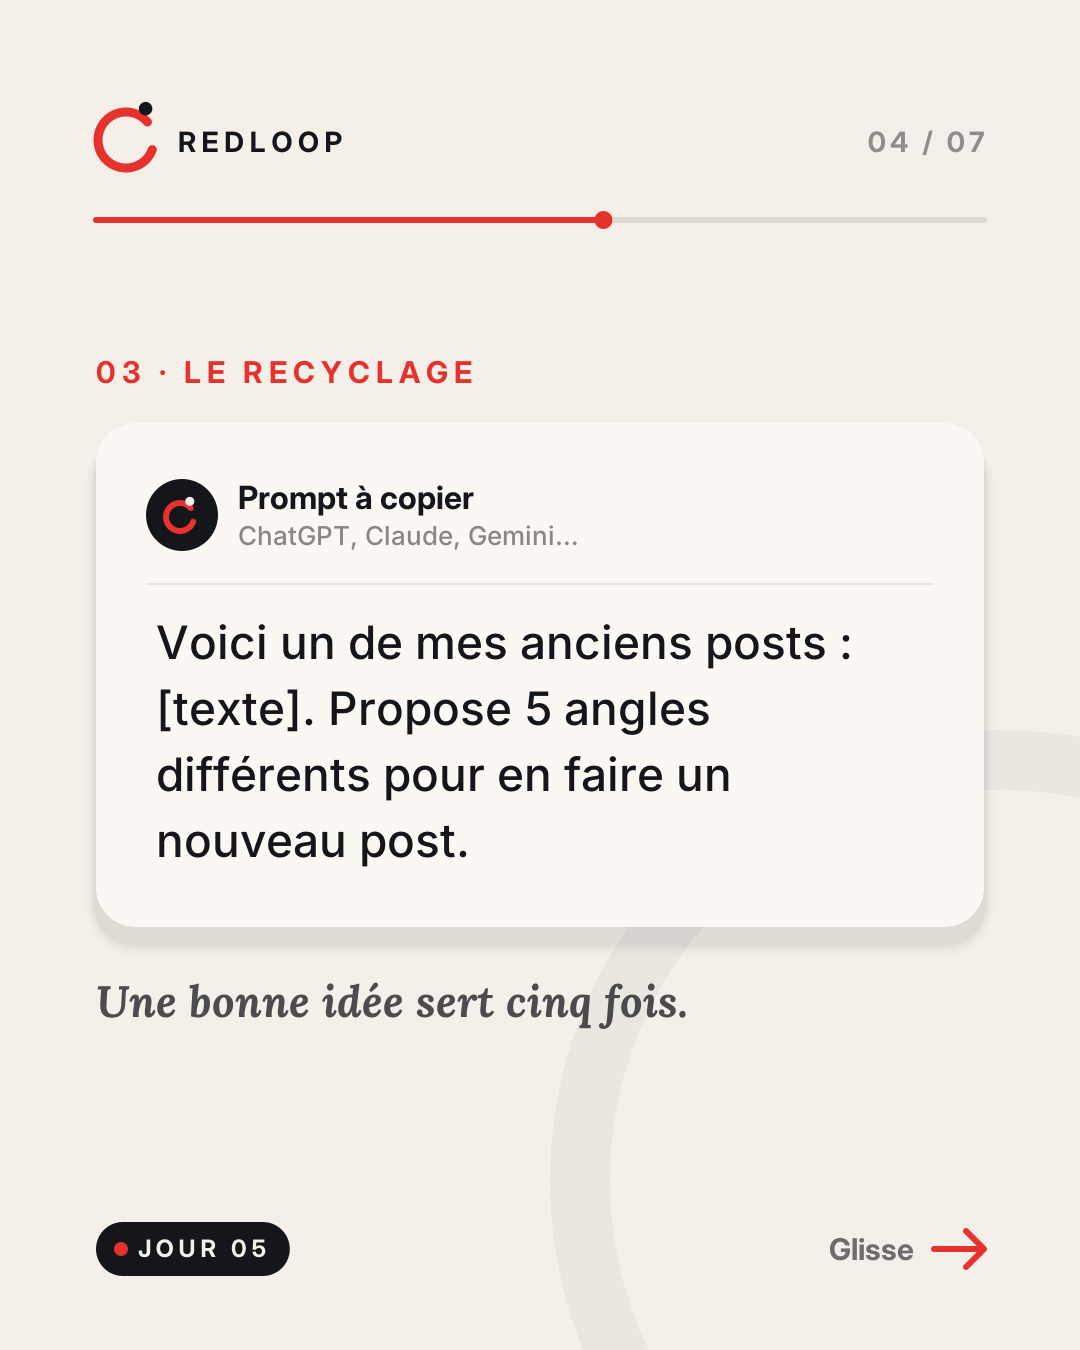 REDLOOP
04 / 07
03 · LE RECYCLAGE
Prompt à copier
ChatGPT, Claude, Gemini...
Voici un de mes anciens posts :
[texte]. Propose 5 angles
différents pour en faire un
nouveau post.
Une bonne idée sert cinq fois.
JOUR 05
Glisse